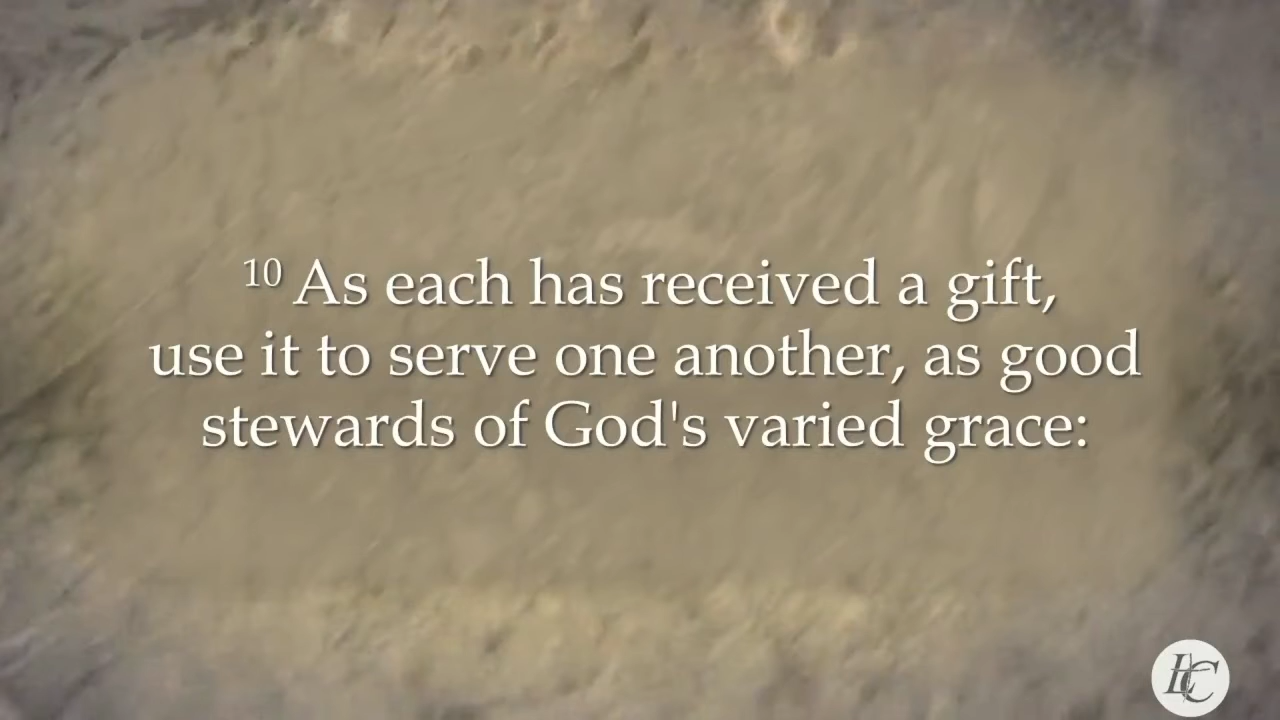 10 As each has received a gift,
use it to serve one another, as good
stewards of God's varied grace: